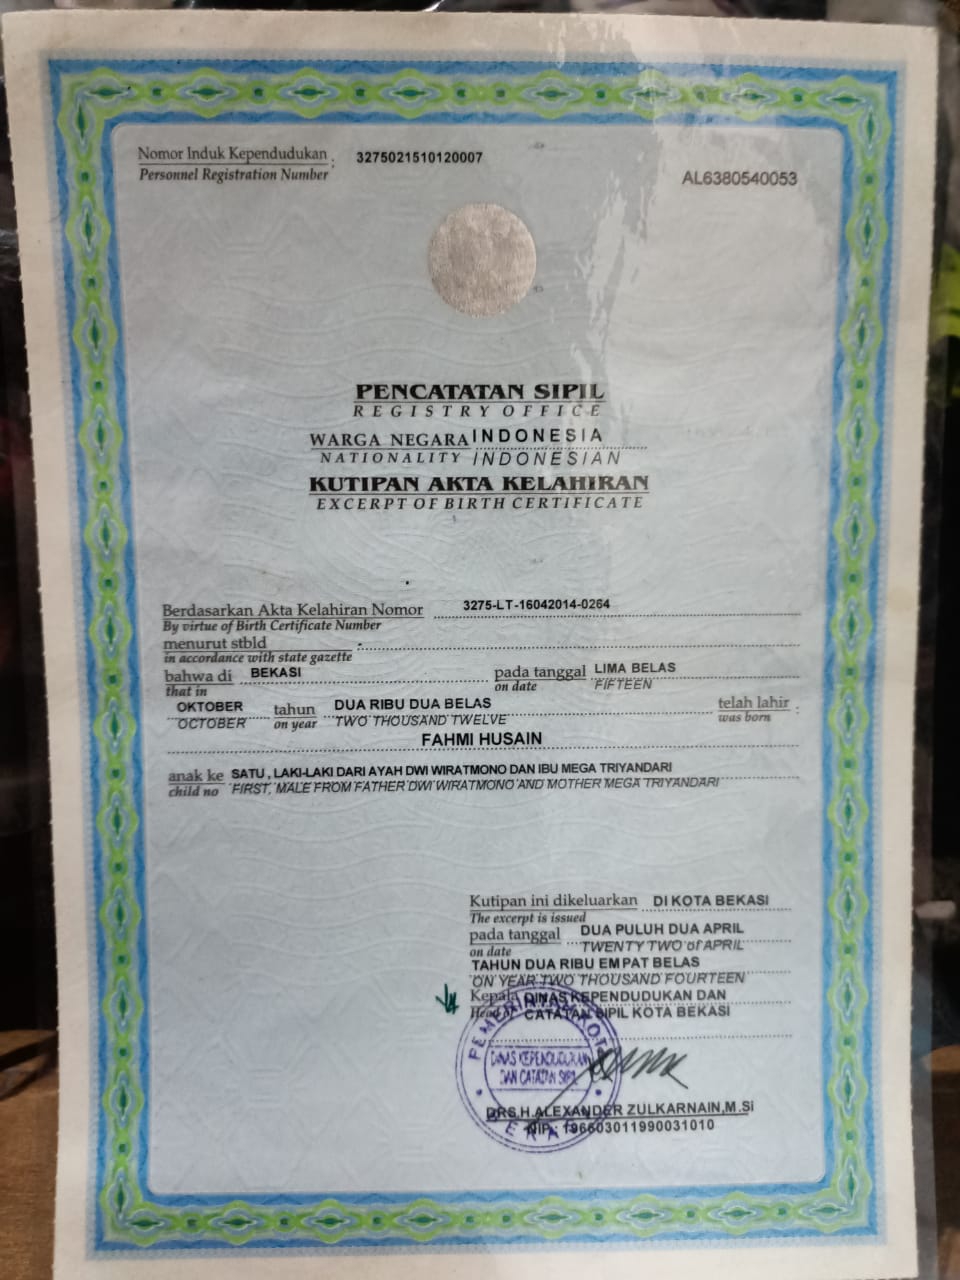 Nomor Induk Kependudukan : 3275021510120007
Personnel Registration Number
AL6380540053
PENCATATAN SIPIL
REGISTRY OFFICE
WARGA NEGARA INDONESIA
NATIONALITY INDONESIAN
KUTIPAN AKTA KELAHIRAN
EXCERPT OF BIRTH CERTIFICATE
Berdasarkan Akta Kelahiran Nomor 3275-LT-16042014-0264
By virtue of Birth Certificate Number
menurut stbld -
in accordance with state gazette
bahwa di BEKASI pada tanggal LIMA BELAS
that in on date FIFTEEN
OKTOBER tahun DUA RIBU DUA BELAS telah lahir :
OCTOBER on year TWO THOUSAND TWELVE was born
FAHMI HUSAIN
anak ke SATU , LAKI-LAKI DARI AYAH DWI WIRATMONO DAN IBU MEGA TRIYANDARI
child no FIRST, MALE FROM FATHER DWI WIRATMONO AND MOTHER MEGA TRIYANDARI
Kutipan ini dikeluarkan DI KOTA BEKASI
The excerpt is issued
pada tanggal DUA PULUH DUA APRIL
on date TWENTY TWO of APRIL
TAHUN DUA RIBU EMPAT BELAS
ON YEAR TWO THOUSAND FOURTEEN
Kepala DINAS KEPENDUDUKAN DAN
Head of CATATAN SIPIL KOTA BEKASI
PEMERINTAH KOTA
DINAS KEPENDUDUKAN
DAN CATATAN SIPIL
BEKASI
DRS.H.ALEXANDER ZULKARNAIN,M.Si
NIP : 196603011990031010